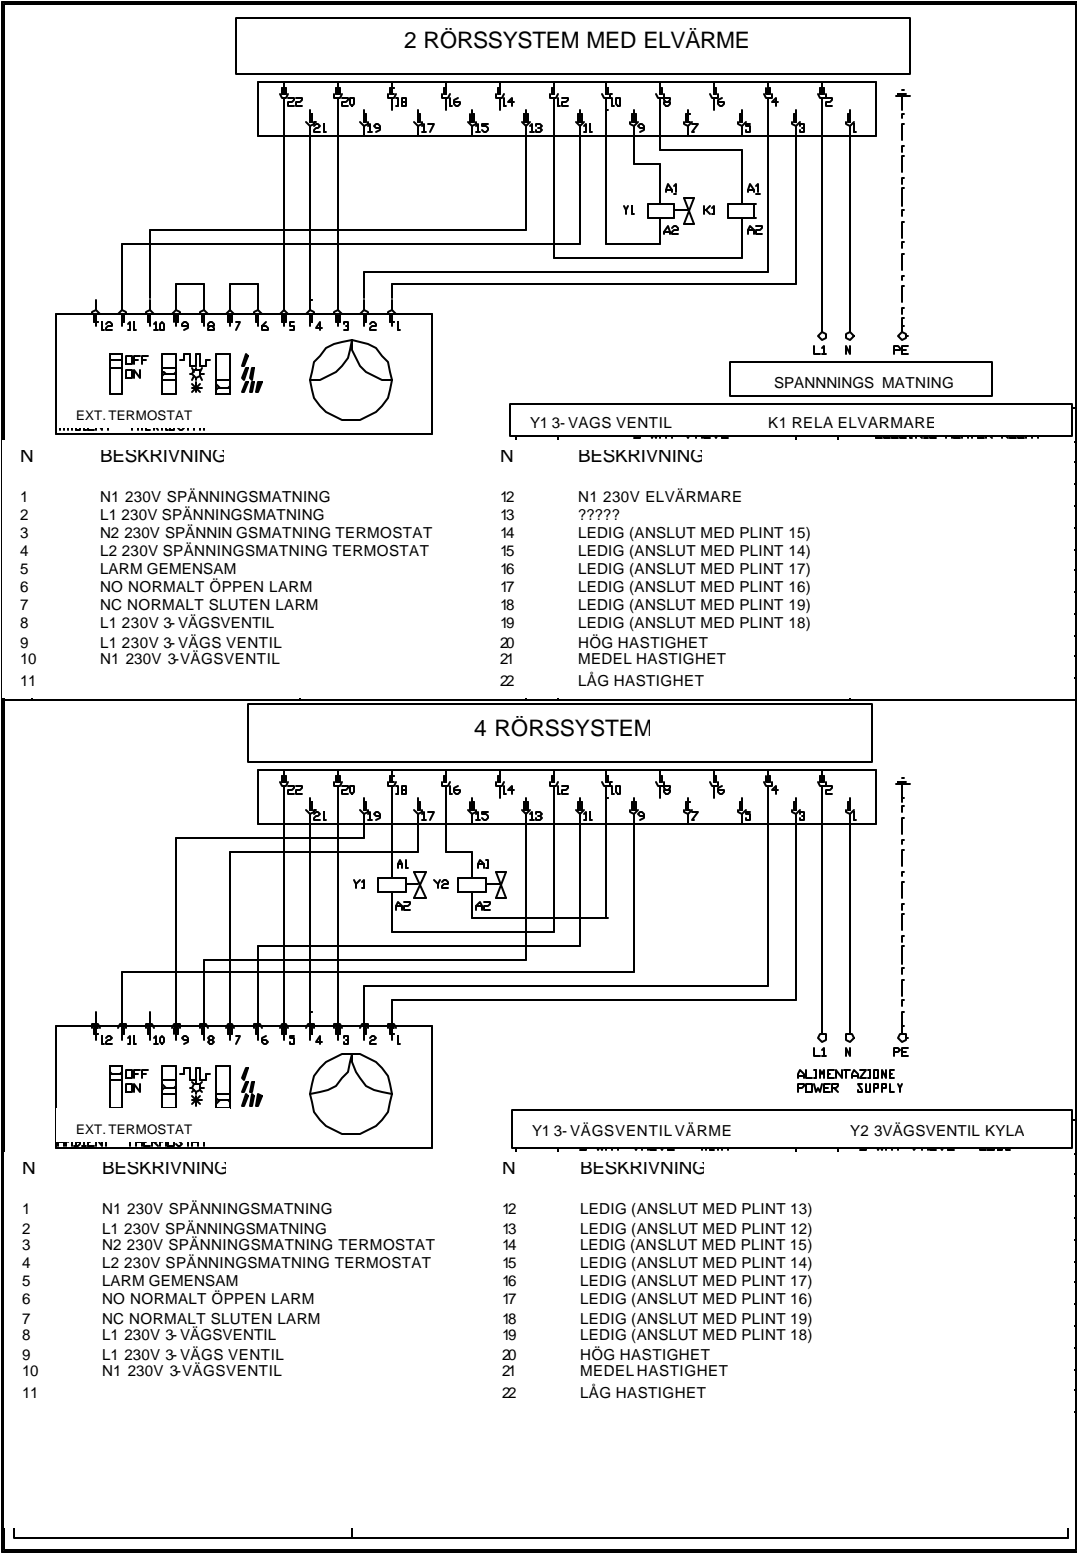 2 RÖRSSYSTEM MED ELVÄRME
22 20 18 16 14 12 10 8 6 4 2
21 19 17 15 13 11 9 7 5 3 1
A1 A1
Y1 K1
A2 A2
12 11 10 9 8 7 6 5 4 3 2 1
L1 N PE
OFF
ON
SPANNNINGS MATNING
EXT. TERMOSTAT
Y1 3- VAGS VENTIL K1 RELA ELVARMARE
N BESKRIVNING N BESKRIVNING
1 N1 230V SPÄNNINGSMATNING 12 N1 230V ELVÄRMARE
2 L1 230V SPÄNNINGSMATNING 13 ?????
3 N2 230V SPÄNNIN GSMATNING TERMOSTAT 14 LEDIG (ANSLUT MED PLINT 15)
4 L2 230V SPÄNNINGSMATNING TERMOSTAT 15 LEDIG (ANSLUT MED PLINT 14)
5 LARM GEMENSAM 16 LEDIG (ANSLUT MED PLINT 17)
6 NO NORMALT ÖPPEN LARM 17 LEDIG (ANSLUT MED PLINT 16)
7 NC NORMALT SLUTEN LARM 18 LEDIG (ANSLUT MED PLINT 19)
8 L1 230V 3- VÄGSVENTIL 19 LEDIG (ANSLUT MED PLINT 18)
9 L1 230V 3- VÄGS VENTIL 20 HÖG HASTIGHET
10 N1 230V 3-VÄGSVENTIL 21 MEDEL HASTIGHET
11 22 LÅG HASTIGHET
4 RÖRSSYSTEM
22 20 18 16 14 12 10 8 6 4 2
21 19 17 15 13 11 9 7 5 3 1
A1 A1
Y1 Y2
A2 A2
12 11 10 9 8 7 6 5 4 3 2 1
L1 N PE
OFF
ON
ALIMENTAZIONE
POWER SUPPLY
EXT. TERMOSTAT
Y1 3- VÄGSVENTIL VÄRME Y2 3VÄGSVENTIL KYLA
N BESKRIVNING N BESKRIVNING
1 N1 230V SPÄNNINGSMATNING 12 LEDIG (ANSLUT MED PLINT 13)
2 L1 230V SPÄNNINGSMATNING 13 LEDIG (ANSLUT MED PLINT 12)
3 N2 230V SPÄNNINGSMATNING TERMOSTAT 14 LEDIG (ANSLUT MED PLINT 15)
4 L2 230V SPÄNNINGSMATNING TERMOSTAT 15 LEDIG (ANSLUT MED PLINT 14)
5 LARM GEMENSAM 16 LEDIG (ANSLUT MED PLINT 17)
6 NO NORMALT ÖPPEN LARM 17 LEDIG (ANSLUT MED PLINT 16)
7 NC NORMALT SLUTEN LARM 18 LEDIG (ANSLUT MED PLINT 19)
8 L1 230V 3- VÄGSVENTIL 19 LEDIG (ANSLUT MED PLINT 18)
9 L1 230V 3- VÄGS VENTIL 20 HÖG HASTIGHET
10 N1 230V 3-VÄGSVENTIL 21 MEDEL HASTIGHET
11 22 LÅG HASTIGHET